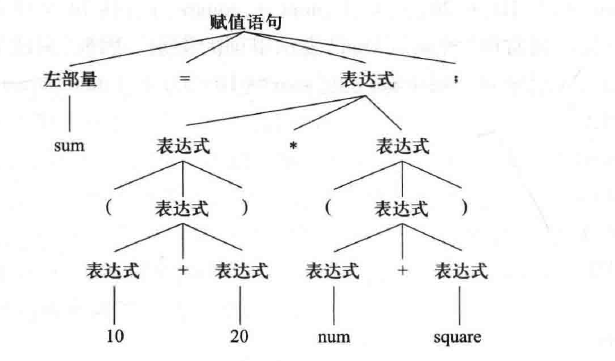 赋值语句
左部量 = 表达式 ;
sum 表达式 * 表达式
( 表达式 ) ( 表达式 )
表达式 + 表达式 表达式 + 表达式
10 20 num square